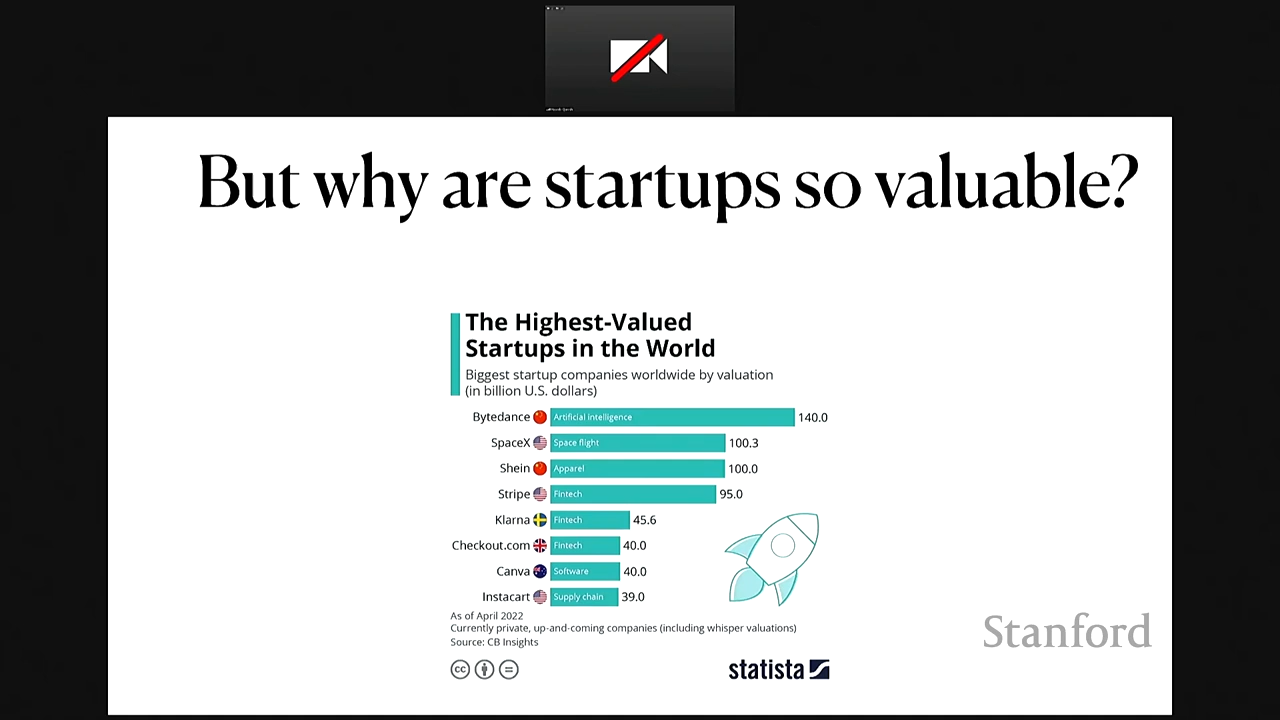 But why are startups so valuable?
The Highest-Valued
Startups in the World
Biggest startup companies worldwide by valuation
(in billion U.S. dollars)
Bytedance Artificial intelligence 140.0
SpaceX Space flight 100.3
Shein Apparel 100.0
Stripe Fintech 95.0
Klarna Fintech 45.6
Checkout.com Fintech 40.0
Canva Software 40.0
Instacart Supply chain 39.0
As of April 2022
Currently private, up-and-coming companies (including whisper valuations)
Source: CB Insights
cc
statista
Stanford